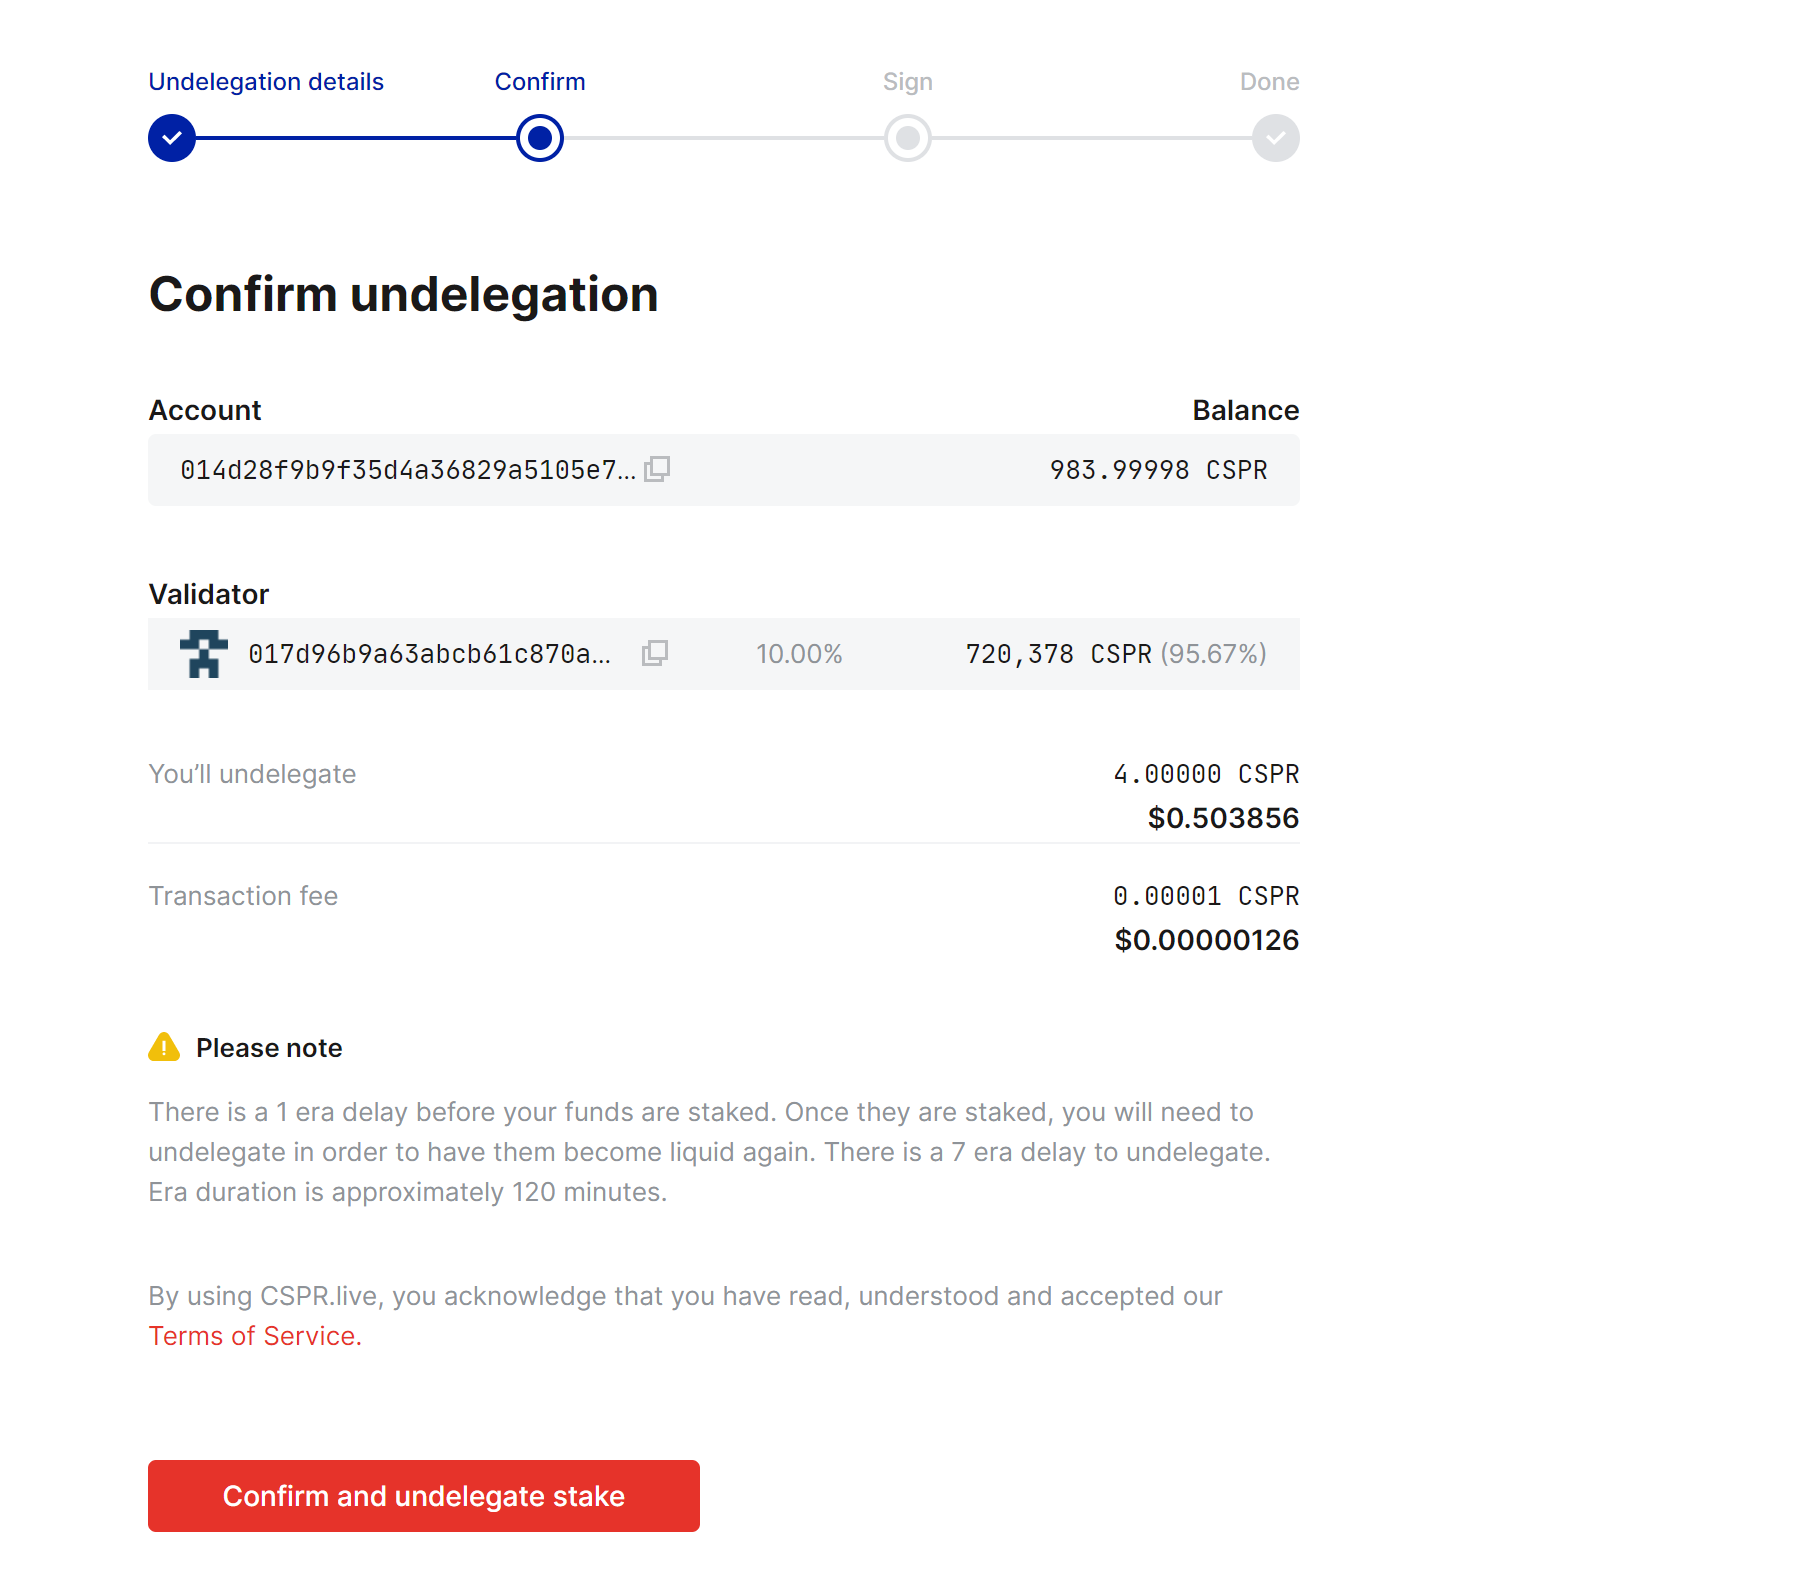 Undelegation details Confirm Sign Done
Confirm undelegation
Account Balance
014d28f9b9f35d4a36829a5105e7... 983.99998 CSPR
Validator
017d96b9a63abcb61c870a... 10.00% 720,378 CSPR (95.67%)
You’ll undelegate 4.00000 CSPR
$0.503856
Transaction fee 0.00001 CSPR
$0.00000126
Please note
There is a 1 era delay before your funds are staked. Once they are staked, you will need to
undelegate in order to have them become liquid again. There is a 7 era delay to undelegate.
Era duration is approximately 120 minutes.
By using CSPR.live, you acknowledge that you have read, understood and accepted our
Terms of Service.
Confirm and undelegate stake